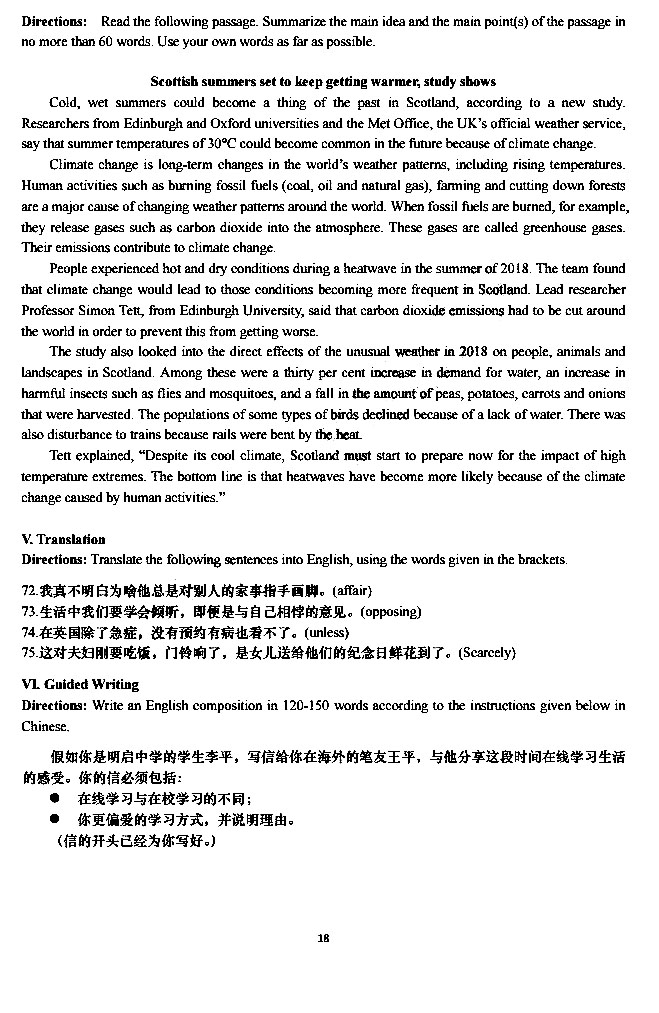 Directions: Read the following passage. Summarize the main idea and the main point(s) of the passage in
no more than 60 words. Use your own words as far as possible.
Scottish summers set to keep getting warmer, study shows
Cold, wet summers could become a thing of the past in Scotland, according to a new study.
Researchers from Edinburgh and Oxford universities and the Met Office, the UK's official weather service,
say that summer temperatures of 30°C could become common in the future because of climate change.
Climate change is long-term changes in the world's weather patterns, including rising temperatures.
Human activities such as burning fossil fuels (coal, oil and natural gas), farming and cutting down forests
are a major cause of changing weather patterns around the world. When fossil fuels are burned, for example,
they release gases such as carbon dioxide into the atmosphere. These gases are called greenhouse gases.
Their emissions contribute to climate change.
People experienced hot and dry conditions during a heatwave in the summer of 2018. The team found
that climate change would lead to those conditions becoming more frequent in Scotland. Lead researcher
Professor Simon Tett, from Edinburgh University, said that carbon dioxide emissions had to be cut around
the world in order to prevent this from getting worse.
The study also looked into the direct effects of the unusual weather in 2018 on people, animals and
landscapes in Scotland. Among these were a thirty per cent increase in demand for water, an increase in
harmful insects such as flies and mosquitoes, and a fall in the amount of peas, potatoes, carrots and onions
that were harvested. The populations of some types of birds declined because of a lack of water. There was
also disturbance to trains because rails were bent by the heat.
Tett explained, "Despite its cool climate, Scotland must start to prepare now for the impact of high
temperature extremes. The bottom line is that heatwaves have become more likely because of the climate
change caused by human activities."
V. Translation
Directions: Translate the following sentences into English, using the words given in the brackets.
72.我真不明白为啥他总是对别人的家事指手画脚。(affair)
73.生活中我们要学会倾听，即便是与自己相悖的意见。(opposing)
74.在英国除了急症，没有预约有病也看不了。(unless)
75.这对夫妇刚要吃饭，门铃响了，是女儿送给他们的纪念日鲜花到了。(Scarcely)
VI. Guided Writing
Directions: Write an English composition in 120-150 words according to the instructions given below in
Chinese.
假如你是明启中学的学生李平，写信给你在海外的笔友王平，与他分享这段时间在线学习生活
的感受。你的信必须包括：
● 在线学习与在校学习的不同；
● 你更偏爱的学习方式，并说明理由。
（信的开头已经为你写好。）
18